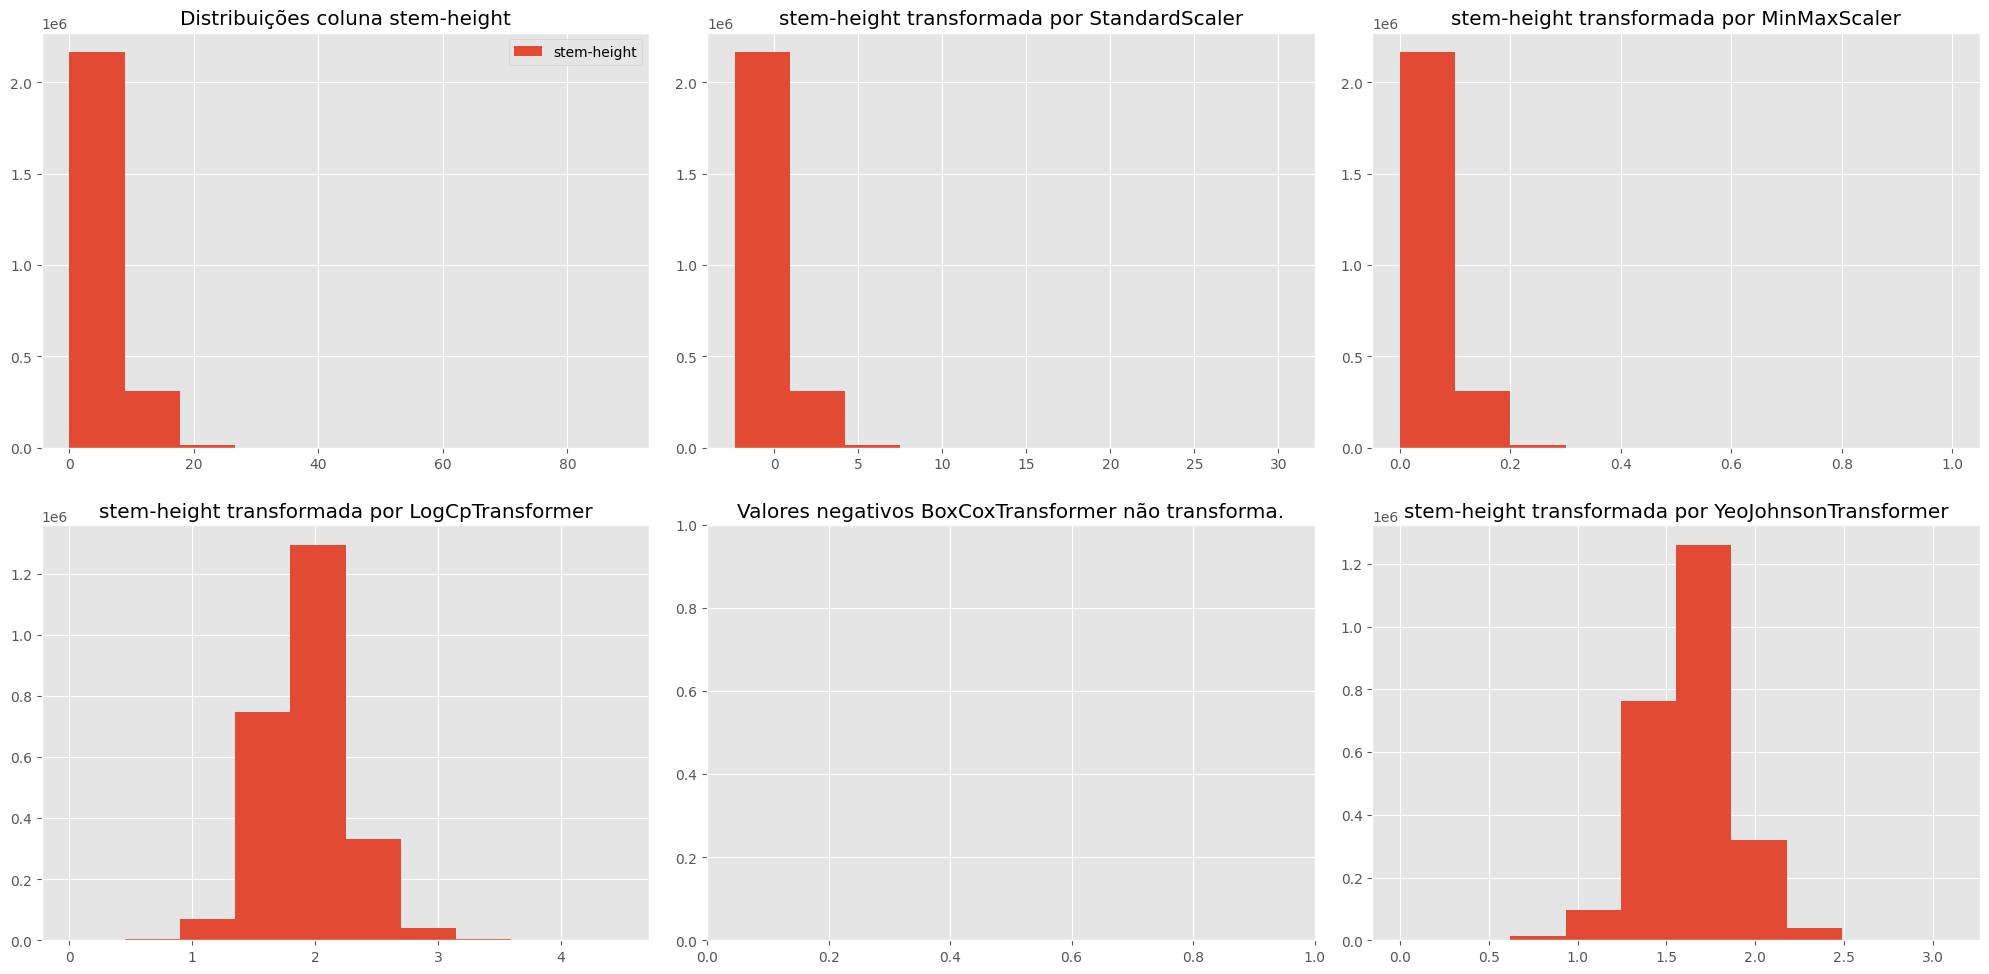 Distribuições coluna stem-height
1e6
stem-height
2.0
1.5
1.0
0.5
0.0
0 20 40 60 80
stem-height transformada por StandardScaler
1e6
2.0
1.5
1.0
0.5
0.0
0 5 10 15 20 25 30
stem-height transformada por MinMaxScaler
1e6
2.0
1.5
1.0
0.5
0.0
0.0 0.2 0.4 0.6 0.8 1.0
stem-height transformada por LogCpTransformer
1e6
1.2
1.0
0.8
0.6
0.4
0.2
0.0
0 1 2 3 4
Valores negativos BoxCoxTransformer não transforma.
1.0
0.8
0.6
0.4
0.2
0.0
0.0 0.2 0.4 0.6 0.8 1.0
stem-height transformada por YeoJohnsonTransformer
1e6
1.2
1.0
0.8
0.6
0.4
0.2
0.0
0.0 0.5 1.0 1.5 2.0 2.5 3.0